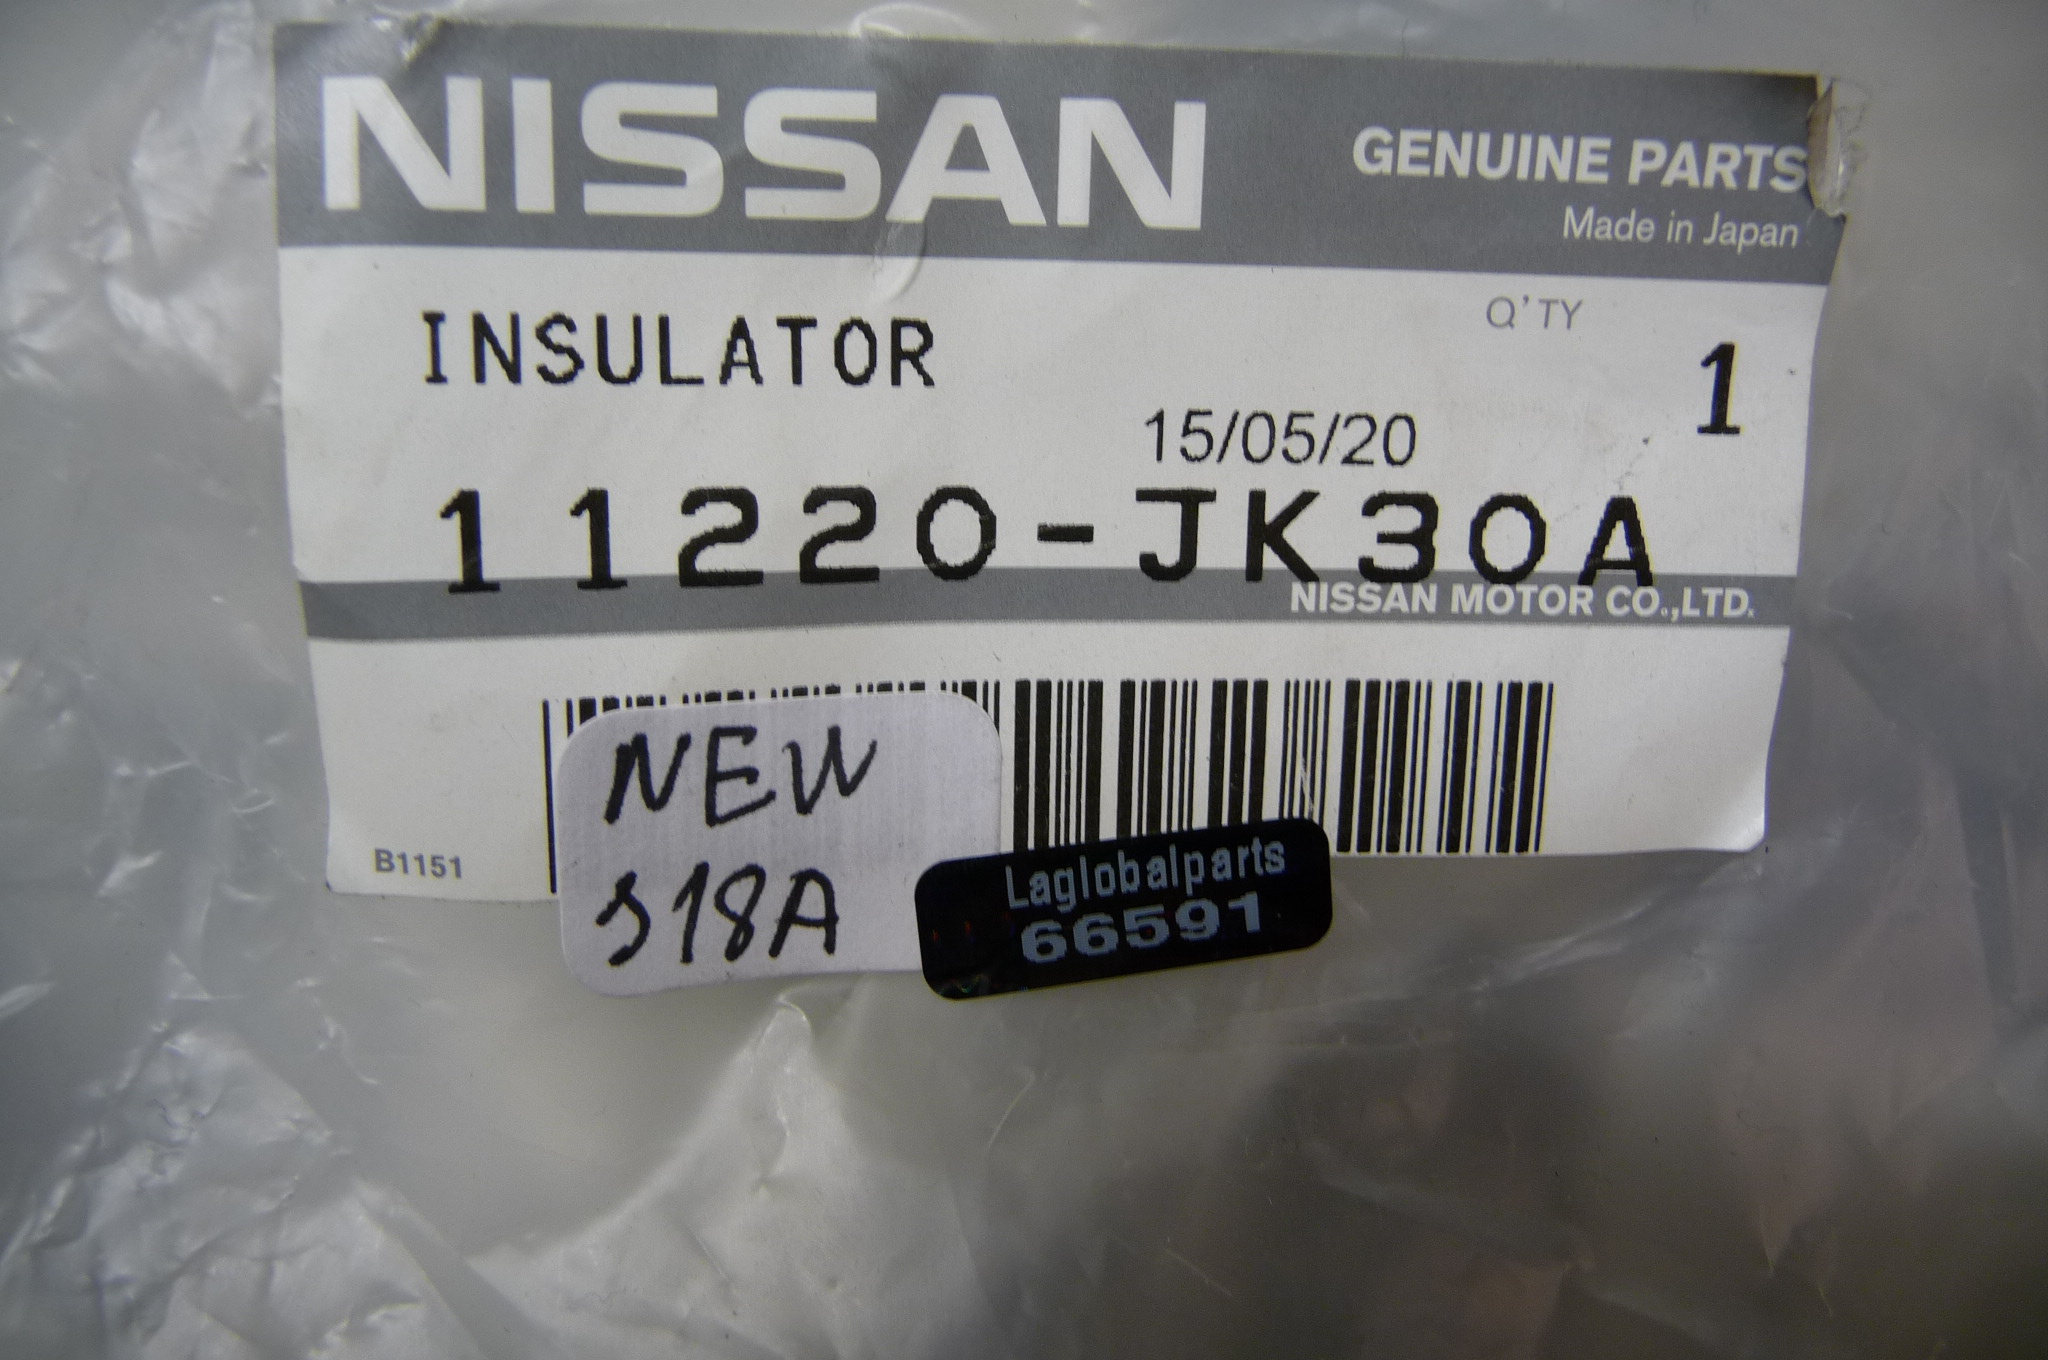 NISSAN
GENUINE PARTS
Made in Japan
INSULATOR
Q'TY
1
15/05/20
11220-JK30A
NISSAN MOTOR CO.,LTD.
NEW
S18A
B1151
Laglobalparts
66591